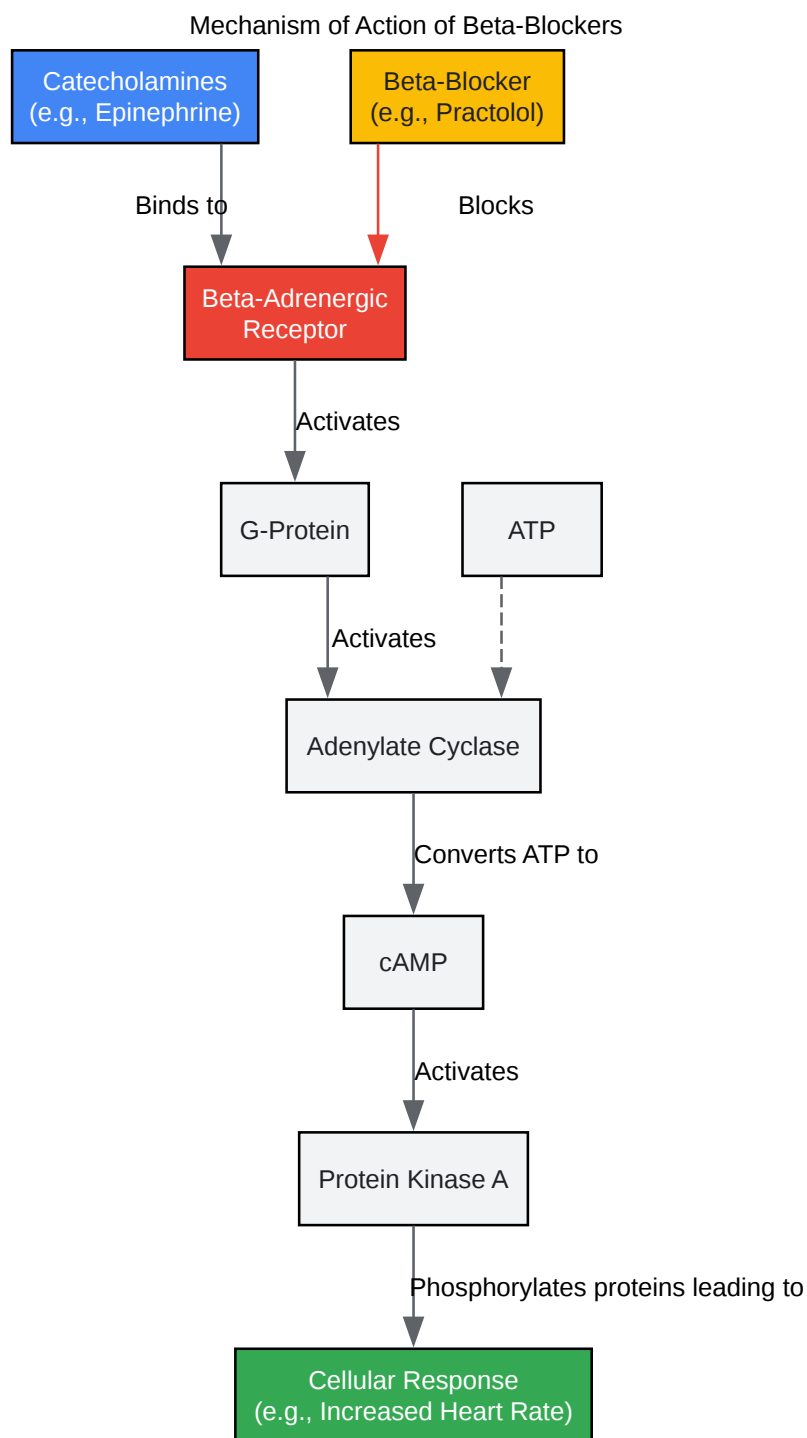 Mechanism of Action of Beta-Blockers
Catecholamines
(e.g., Epinephrine)
Beta-Blocker
(e.g., Practolol)
Binds to
Blocks
Beta-Adrenergic
Receptor
Activates
G-Protein
ATP
Activates
Adenylate Cyclase
Converts ATP to
cAMP
Activates
Protein Kinase A
Phosphorylates proteins leading to
Cellular Response
(e.g., Increased Heart Rate)